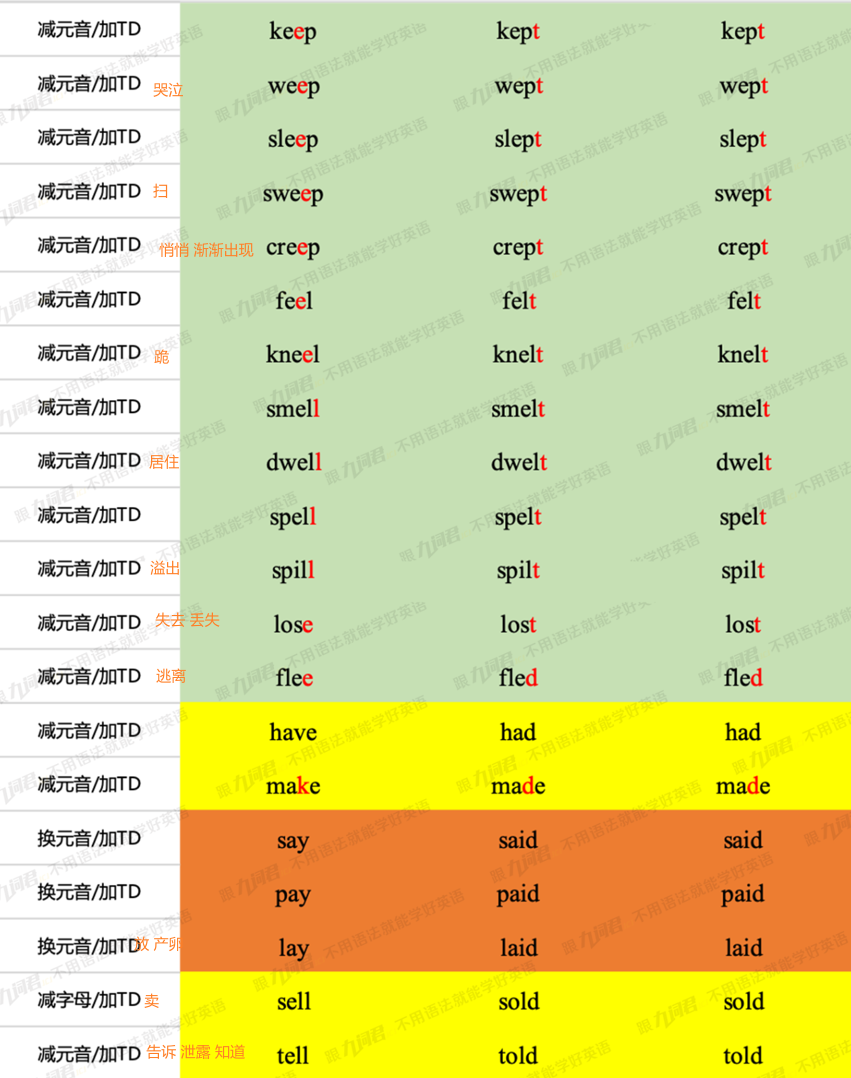 减元音/加TD keep kept kept
减元音/加TD 哭泣 weep wept wept
减元音/加TD sleep slept slept
减元音/加TD 扫 sweep swept swept
减元音/加TD 悄悄 渐渐出现 creep crept crept
减元音/加TD feel felt felt
减元音/加TD 跪 kneel knelt knelt
减元音/加TD smell smelt smelt
减元音/加TD 居住 dwell dwelt dwelt
减元音/加TD spell spelt spelt
减元音/加TD 溢出 spill spilt spilt
减元音/加TD 失去 丢失 lose lost lost
减元音/加TD 逃离 flee fled fled
减元音/加TD have had had
减元音/加TD make made made
换元音/加TD say said said
换元音/加TD pay paid paid
换元音/加TD 放 产卵 lay laid laid
减字母/加TD 卖 sell sold sold
减元音/加TD 告诉 泄露 知道 tell told told
跟九词君 不用语法就能学好英语